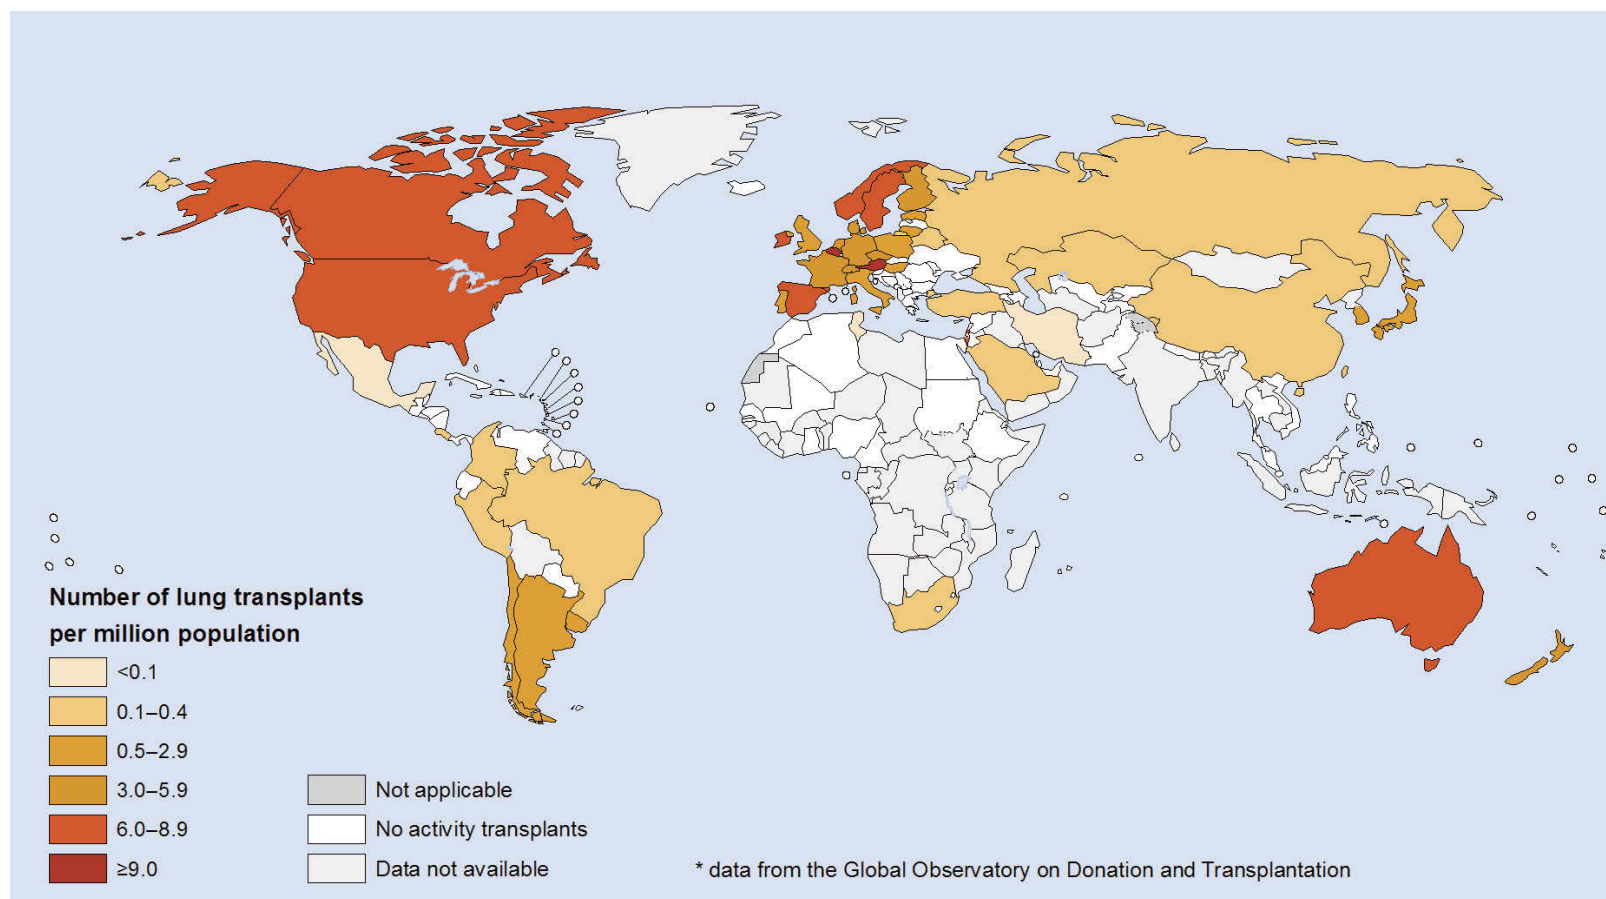 Number of lung transplants
per million population
<0.1
0.1–0.4
0.5–2.9
3.0–5.9
6.0–8.9
≥9.0
Not applicable
No activity transplants
Data not available
* data from the Global Observatory on Donation and Transplantation